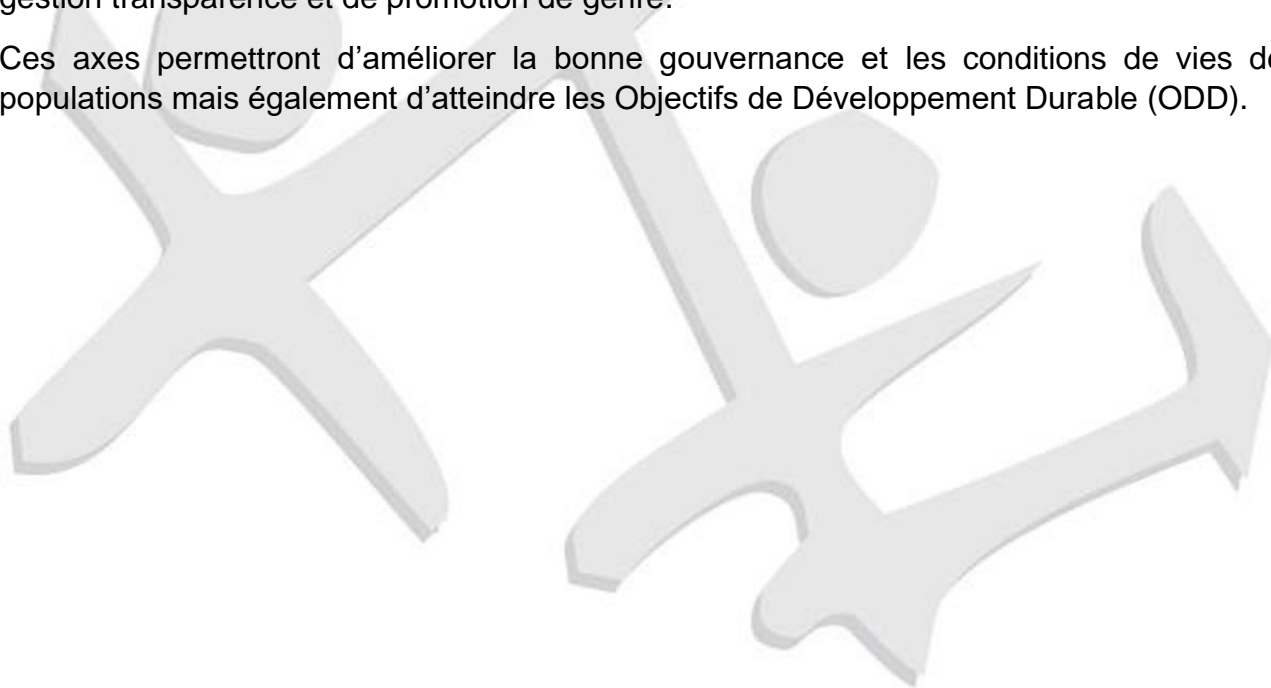 gestion transparence et de promotion de genre.
Ces axes permettront d’améliorer la bonne gouvernance et les conditions de vies
populations mais également d’atteindre les Objectifs de Développement Durable (ODD).